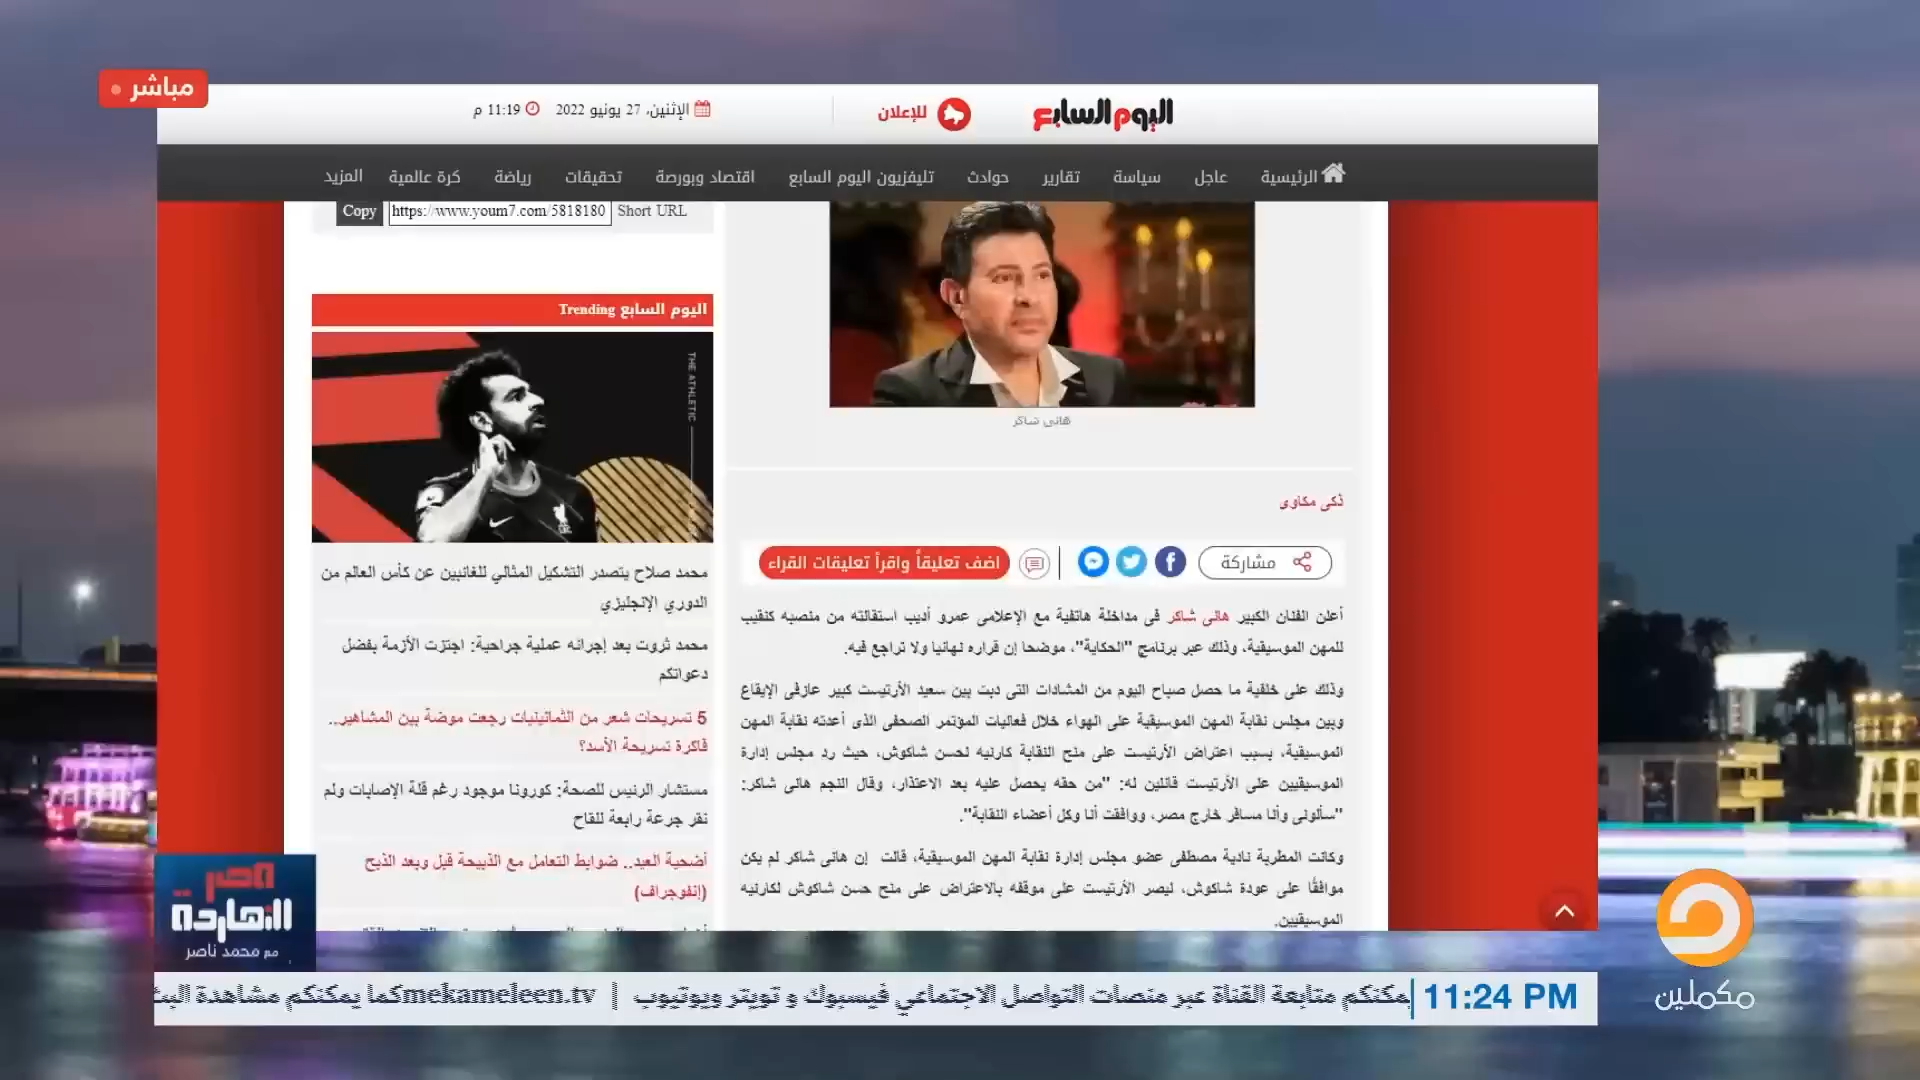 مباشر
اليوم السابع
للإعلان
الإثنين، 27 يونيو 2022
11:19 م
الرئيسية عاجل سياسة تقارير حوادث تليفزيون اليوم السابع اقتصاد وبورصة تحقيقات رياضة كرة عالمية المزيد
Copy https://www.youm7.com/5818180 Short URL
هانى شاكر
ذكى مكاوى
مشاركة
اضف تعليقاً واقرأ تعليقات القراء
أعلن الفنان الكبير هانى شاكر فى مداخلة هاتفية مع الإعلامى عمرو أديب استقالته من منصبه كنقيب
للمهن الموسيقية، وذلك عبر برنامج "الحكاية"، موضحا إن قراره نهائيا ولا تراجع فيه.
وذلك على خلفية ما حصل صباح اليوم من المشادات التى دبت بين سعيد الأرتيست كبير عازفى الإيقاع
وبين مجلس نقابة المهن الموسيقية على الهواء خلال فعاليات المؤتمر الصحفى الذى أعدته نقابة المهن
الموسيقية، بسبب اعتراض الأرتيست على منح النقابة كارنيه لحسن شاكوش، حيث رد مجلس إدارة
الموسيقيين على الأرتيست قائلين له: "من حقه يحصل عليه بعد الاعتذار، وقال النجم هانى شاكر:
"سألونى وأنا مسافر خارج مصر، ووافقت أنا وكل أعضاء النقابة".
وكانت المطربة نادية مصطفى عضو مجلس إدارة نقابة المهن الموسيقية، قالت إن هانى شاكر لم يكن
موافقًا على عودة شاكوش، ليصر الأرتيست على موقفه بالاعتراض على منح حسن شاكوش لكارنيه
الموسيقيين.
اليوم السابع Trending
THE ATHLETIC
محمد صلاح يتصدر التشكيل المثالي للغائبين عن كأس العالم من
الدوري الإنجليزي
محمد ثروت بعد إجرائه عملية جراحية: اجتزت الأزمة بفضل
دعواتكم
5 تسريحات شعر من الثمانينيات رجعت موضة بين المشاهير..
فاكرة تسريحة الأسد؟
مستشار الرئيس للصحة: كورونا موجود رغم قلة الإصابات ولم
نقر جرعة رابعة للقاح
أضحية العيد.. ضوابط التعامل مع الذبيحة قبل وبعد الذبح
(إنفوجراف)
مصر
النهاردة
مع محمد ناصر
مكملين
11:24 PM
يمكنكم متابعة القناة عبر منصات التواصل الاجتماعي فيسبوك و تويتر ويوتيوب | mekameleen.tv كما يمكنكم مشاهدة